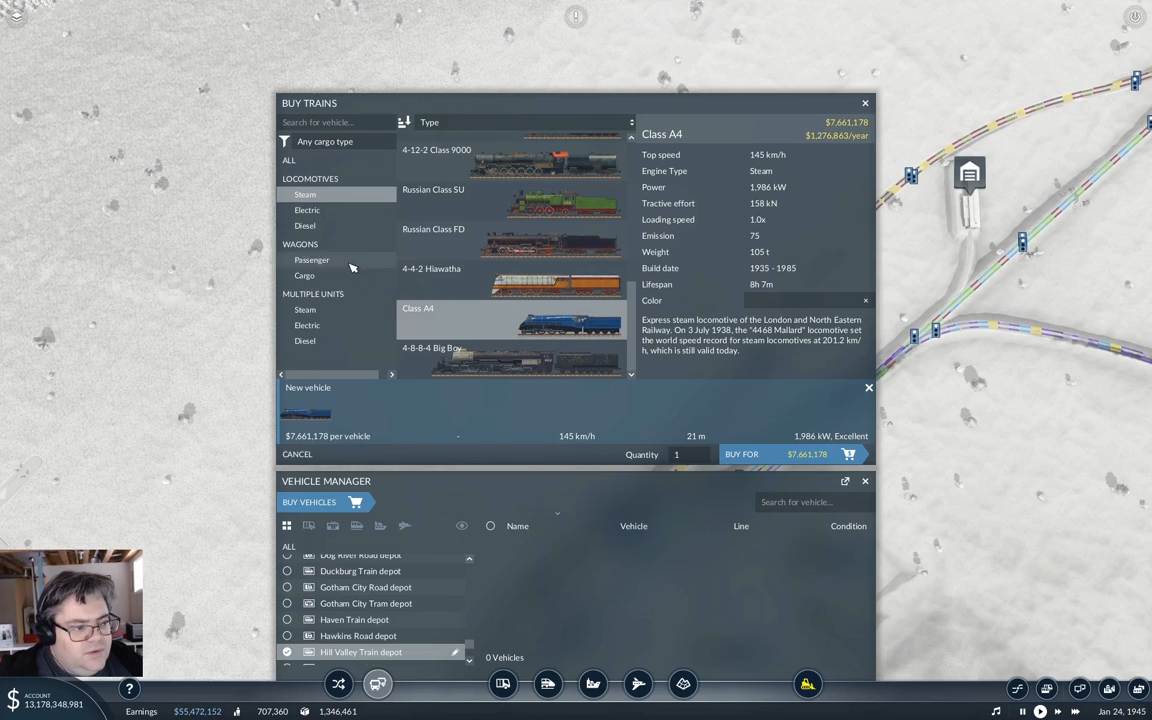 BUY TRAINS
Search for vehicle...
Type
$7,661,178
Any cargo type
Class A4
$1,276,863/year
ALL
LOCOMOTIVES
Steam
Electric
Diesel
WAGONS
Passenger
Cargo
MULTIPLE UNITS
Steam
Electric
Diesel
4-12-2 Class 9000
Russian Class SU
Russian Class FD
4-4-2 Hiawatha
Class A4
4-8-8-4 Big Boy
Top speed 145 km/h
Engine Type Steam
Power 1,986 kW
Tractive effort 158 kN
Loading speed 1.0x
Emission 75
Weight 105 t
Build date 1935 - 1985
Lifespan 8h 7m
Color
Express steam locomotive of the London and North Eastern
Railway. On 3 July 1938, the "4468 Mallard" locomotive set
the world speed record for steam locomotives at 201.2 km/
h, which is still valid today.
New vehicle
$7,661,178 per vehicle - 145 km/h 21 m 1,986 kW, Excellent
CANCEL Quantity 1 BUY FOR $7,661,178
VEHICLE MANAGER
BUY VEHICLES Search for vehicle...
Name Vehicle Line Condition
ALL
Dog River Road depot
Duckburg Train depot
Gotham City Road depot
Gotham City Tram depot
Haven Train depot
Hawkins Road depot
Hill Valley Train depot
0 Vehicles
$ ACCOUNT
13,178,348,981
?
Earnings $55,472,152 707,360 1,346,461 Jan 24, 1945